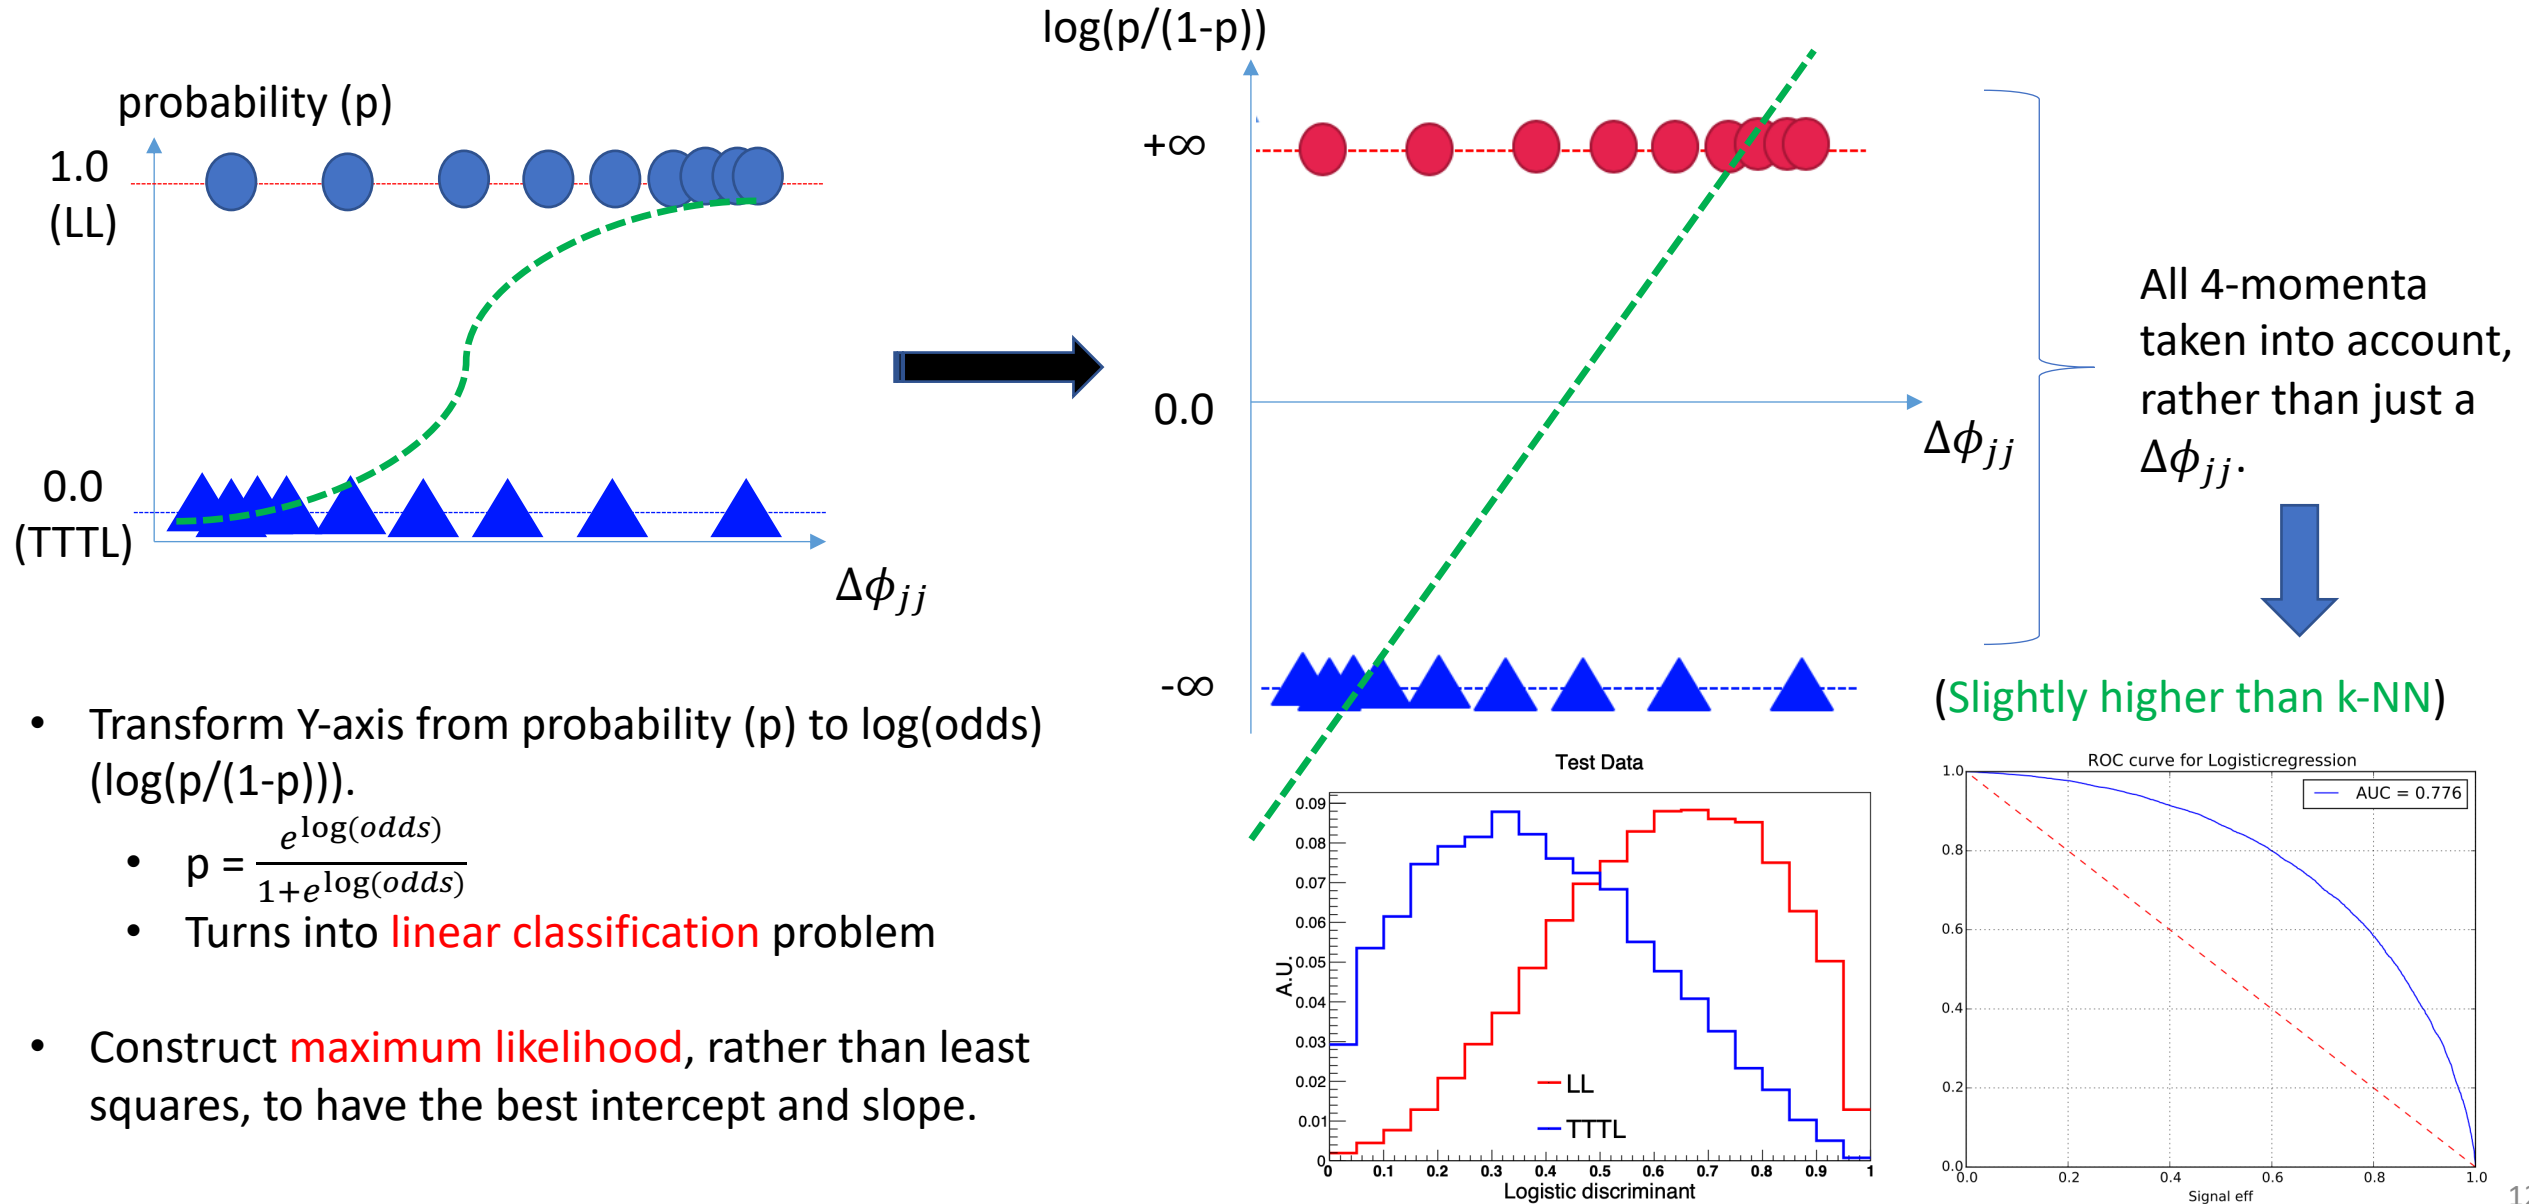 probability (p)
1.0
(LL)
0.0
(TTTL)
Δϕjj
log(p/(1-p))
+∞
0.0
-∞
Δϕjj
All 4-momenta
taken into account,
rather than just a
Δϕjj.
(Slightly higher than k-NN)
• Transform Y-axis from probability (p) to log(odds)
(log(p/(1-p))).
• p = e^log(odds) / 1+e^log(odds)
• Turns into linear classification problem
• Construct maximum likelihood, rather than least
squares, to have the best intercept and slope.
Test Data
A.U.
0.09
0.08
0.07
0.06
0.05
0.04
0.03
0.02
0.01
0
LL
TTTL
0 0.1 0.2 0.3 0.4 0.5 0.6 0.7 0.8 0.9 1
Logistic discriminant
ROC curve for Logisticregression
AUC = 0.776
1.0
0.8
0.6
0.4
0.2
0.0
0.0 0.2 0.4 0.6 0.8 1.0
Signal eff